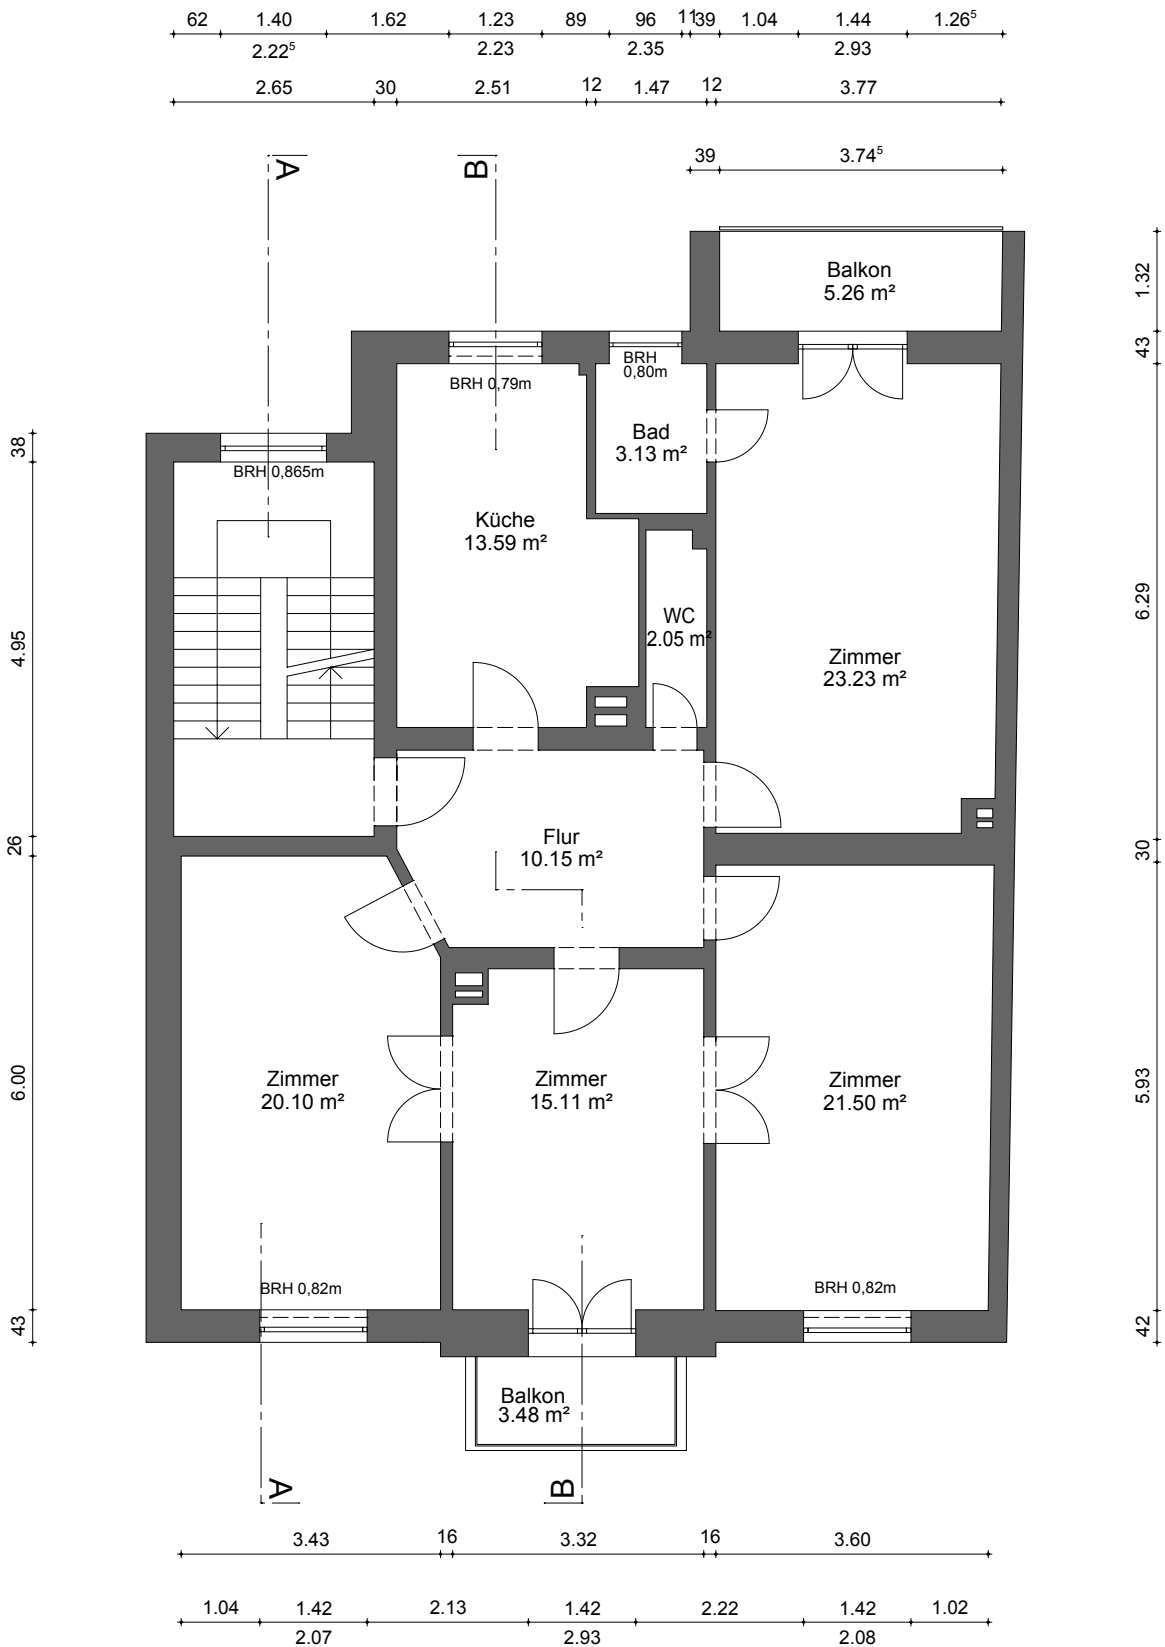 62 1.40 1.62 1.23 89 96 11 39 1.04 1.44 1.26⁵
2.22⁵ 2.23 2.35 2.93
2.65 30 2.51 12 1.47 12 3.77
39 3.74⁵
A
B
Balkon
5.26 m²
1.32
43
BRH 0,79m
BRH
0,80m
Bad
3.13 m²
38
BRH 0,865m
Küche
13.59 m²
WC
2.05 m²
6.29
4.95
Zimmer
23.23 m²
26
Flur
10.15 m²
30
6.00
Zimmer
20.10 m²
Zimmer
15.11 m²
Zimmer
21.50 m²
5.93
BRH 0,82m
BRH 0,82m
43
42
Balkon
3.48 m²
A
B
3.43 16 3.32 16 3.60
1.04 1.42 2.13 1.42 2.22 1.42 1.02
2.07 2.93 2.08